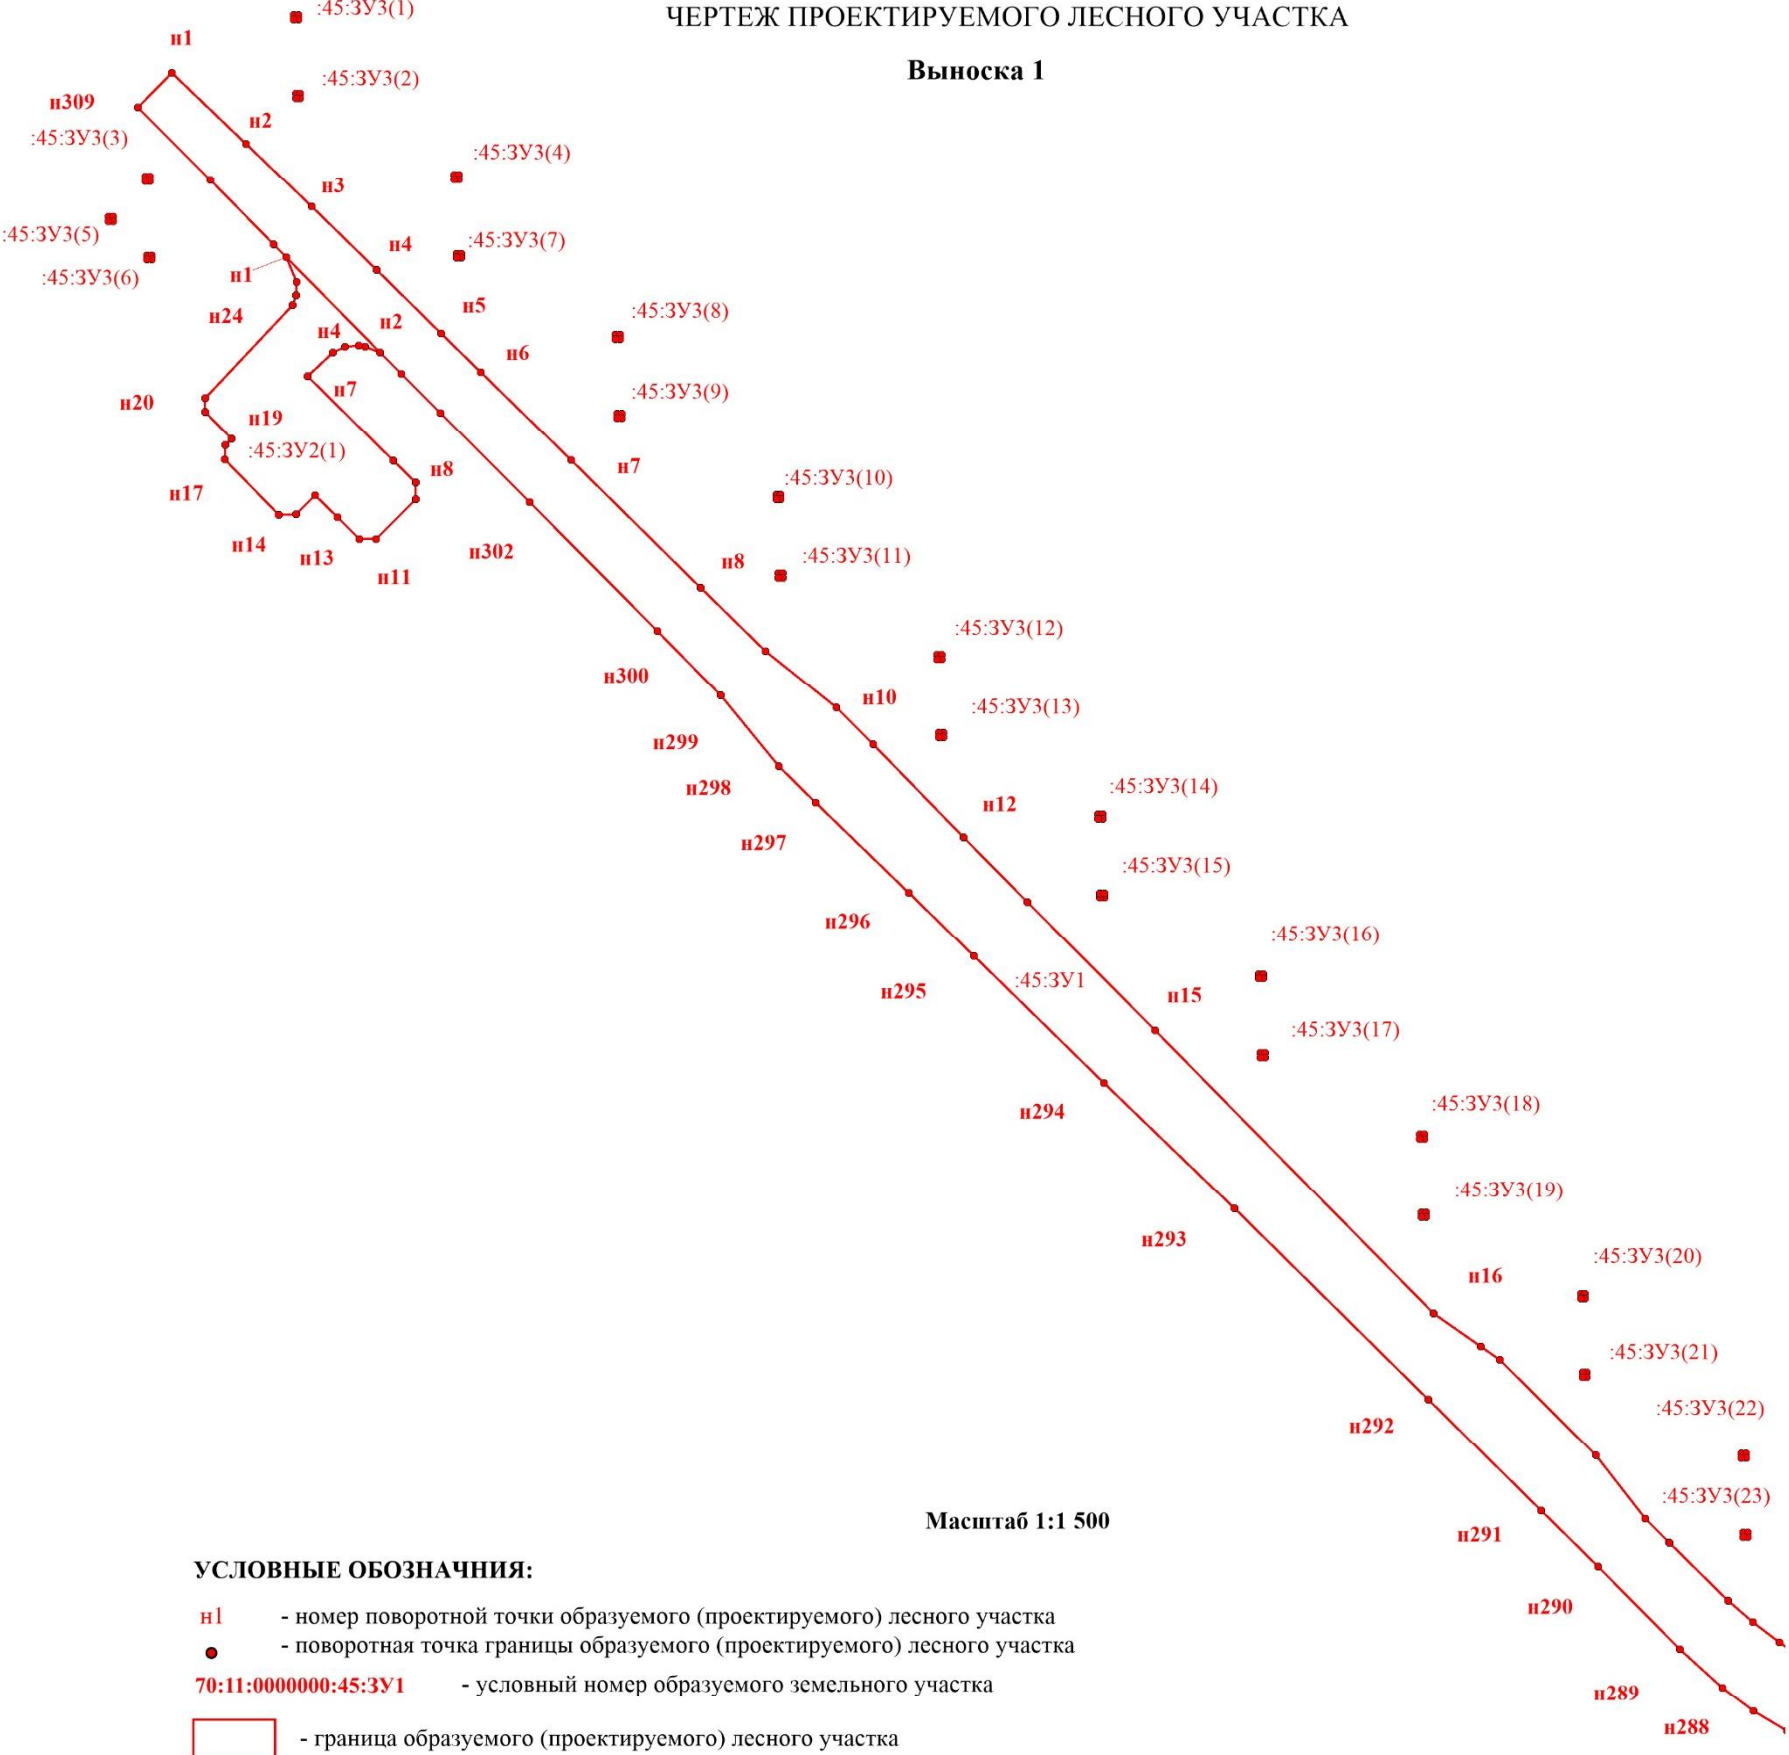 :45:ЗУ3(1)
ЧЕРТЕЖ ПРОЕКТИРУЕМОГО ЛЕСНОГО УЧАСТКА
н1
Выноска 1
:45:ЗУ3(2)
н309
н2
:45:ЗУ3(3)
:45:ЗУ3(4)
н3
:45:ЗУ3(5)
н4
:45:ЗУ3(7)
:45:ЗУ3(6)
н1
н24
н5
:45:ЗУ3(8)
н4
н2
н6
н7
:45:ЗУ3(9)
н20
н19
:45:ЗУ2(1)
н8
н7
:45:ЗУ3(10)
н17
н14
н13
н302
н8
:45:ЗУ3(11)
н11
:45:ЗУ3(12)
н300
н10
:45:ЗУ3(13)
н299
н298
:45:ЗУ3(14)
н12
н297
:45:ЗУ3(15)
н296
:45:ЗУ3(16)
:45:ЗУ1
н295
н15
:45:ЗУ3(17)
н294
:45:ЗУ3(18)
:45:ЗУ3(19)
н293
:45:ЗУ3(20)
н16
:45:ЗУ3(21)
:45:ЗУ3(22)
н292
:45:ЗУ3(23)
Масштаб 1:1 500
н291
УСЛОВНЫЕ ОБОЗНАЧНИЯ:
н290
н1 - номер поворотной точки образуемого (проектируемого) лесного участка
- поворотная точка границы образуемого (проектируемого) лесного участка
70:11:0000000:45:ЗУ1 - условный номер образуемого земельного участка
н289
н288
- граница образуемого (проектируемого) лесного участка